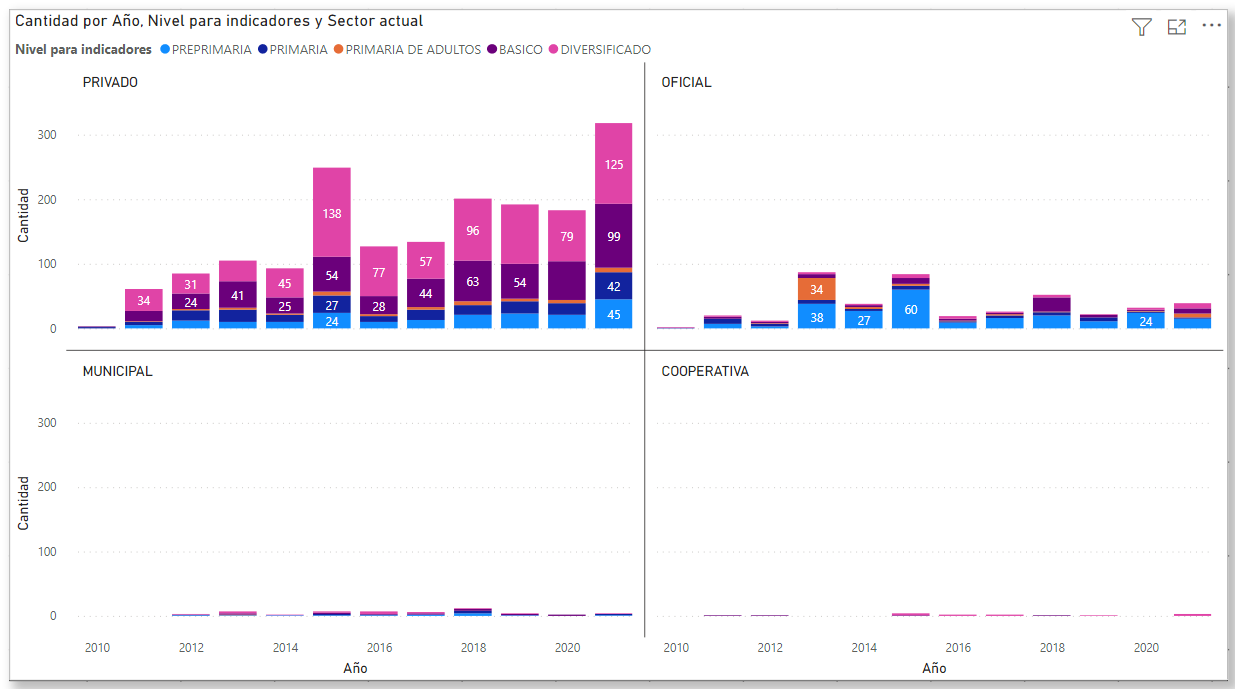 Cantidad por Año, Nivel para indicadores y Sector actual
Nivel para indicadores PREPRIMARIA PRIMARIA PRIMARIA DE ADULTOS BASICO DIVERSIFICADO
PRIVADO
OFICIAL
Cantidad
300
200
100
0
34
31
24
41
45
25
138
54
27
24
77
28
57
44
96
63
54
79
125
99
42
45
34
38
27
60
24
MUNICIPAL
COOPERATIVA
Cantidad
300
200
100
0
2010 2012 2014 2016 2018 2020
Año
2010 2012 2014 2016 2018 2020
Año